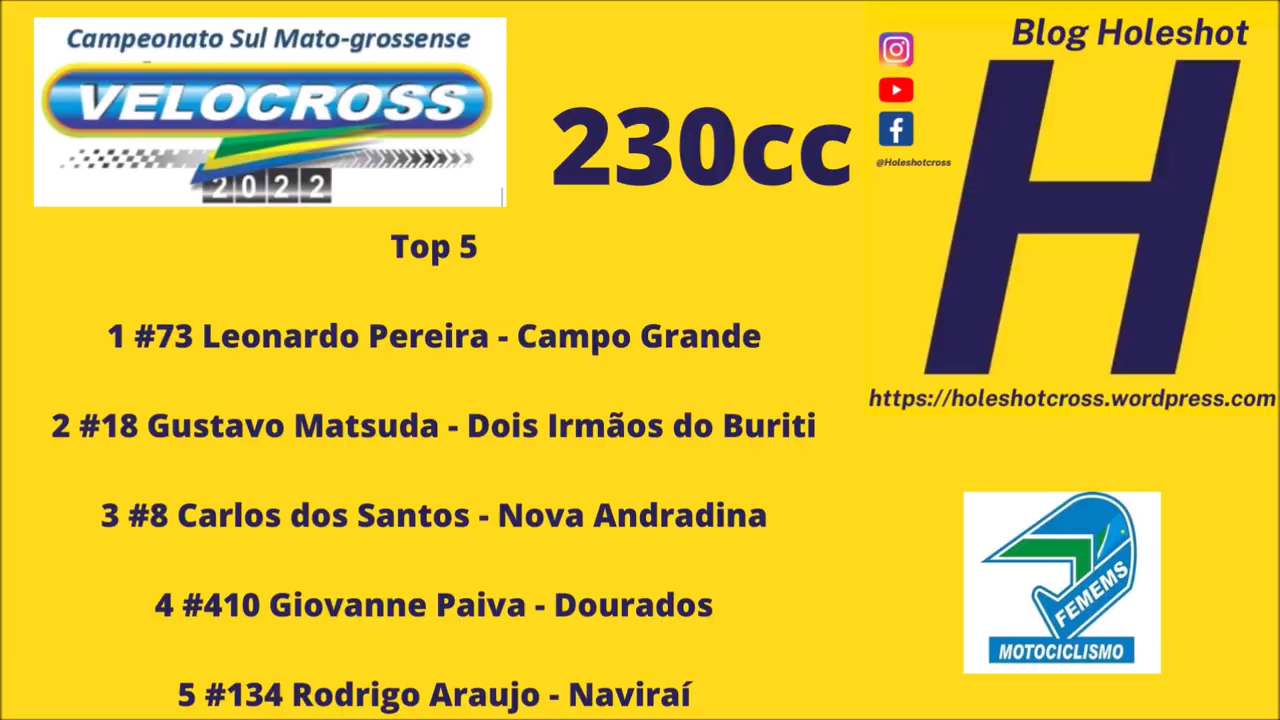 Campeonato Sul Mato-grossense
VELOCROSS
2022
230cc
Blog Holeshot
@Holeshotcross
H
https://holeshotcross.wordpress.com
Top 5
1 #73 Leonardo Pereira - Campo Grande
2 #18 Gustavo Matsuda - Dois Irmãos do Buriti
3 #8 Carlos dos Santos - Nova Andradina
4 #410 Giovanne Paiva - Dourados
5 #134 Rodrigo Araujo - Naviraí
FEMEMS
MOTOCICLISMO